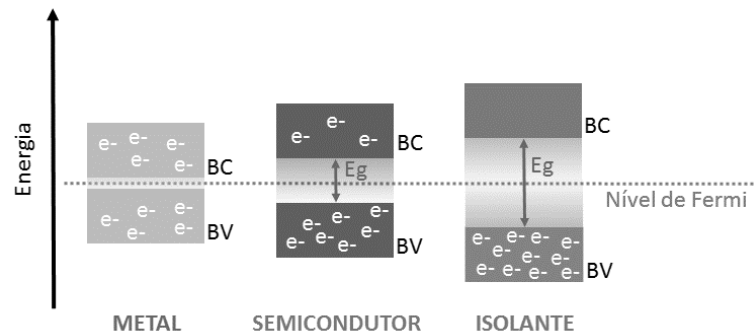 Energia
e- e- e-
e- e-
BC
e- e- e-
e- e-
BV
METAL
e- e- e-
BC
Eg
e- e- e-
e- e- e- e-
e-
BV
SEMICONDUTOR
BC
Eg
Nível de Fermi
e- e- e- e-
e- e- e- e-
e- e- e- e-
BV
ISOLANTE